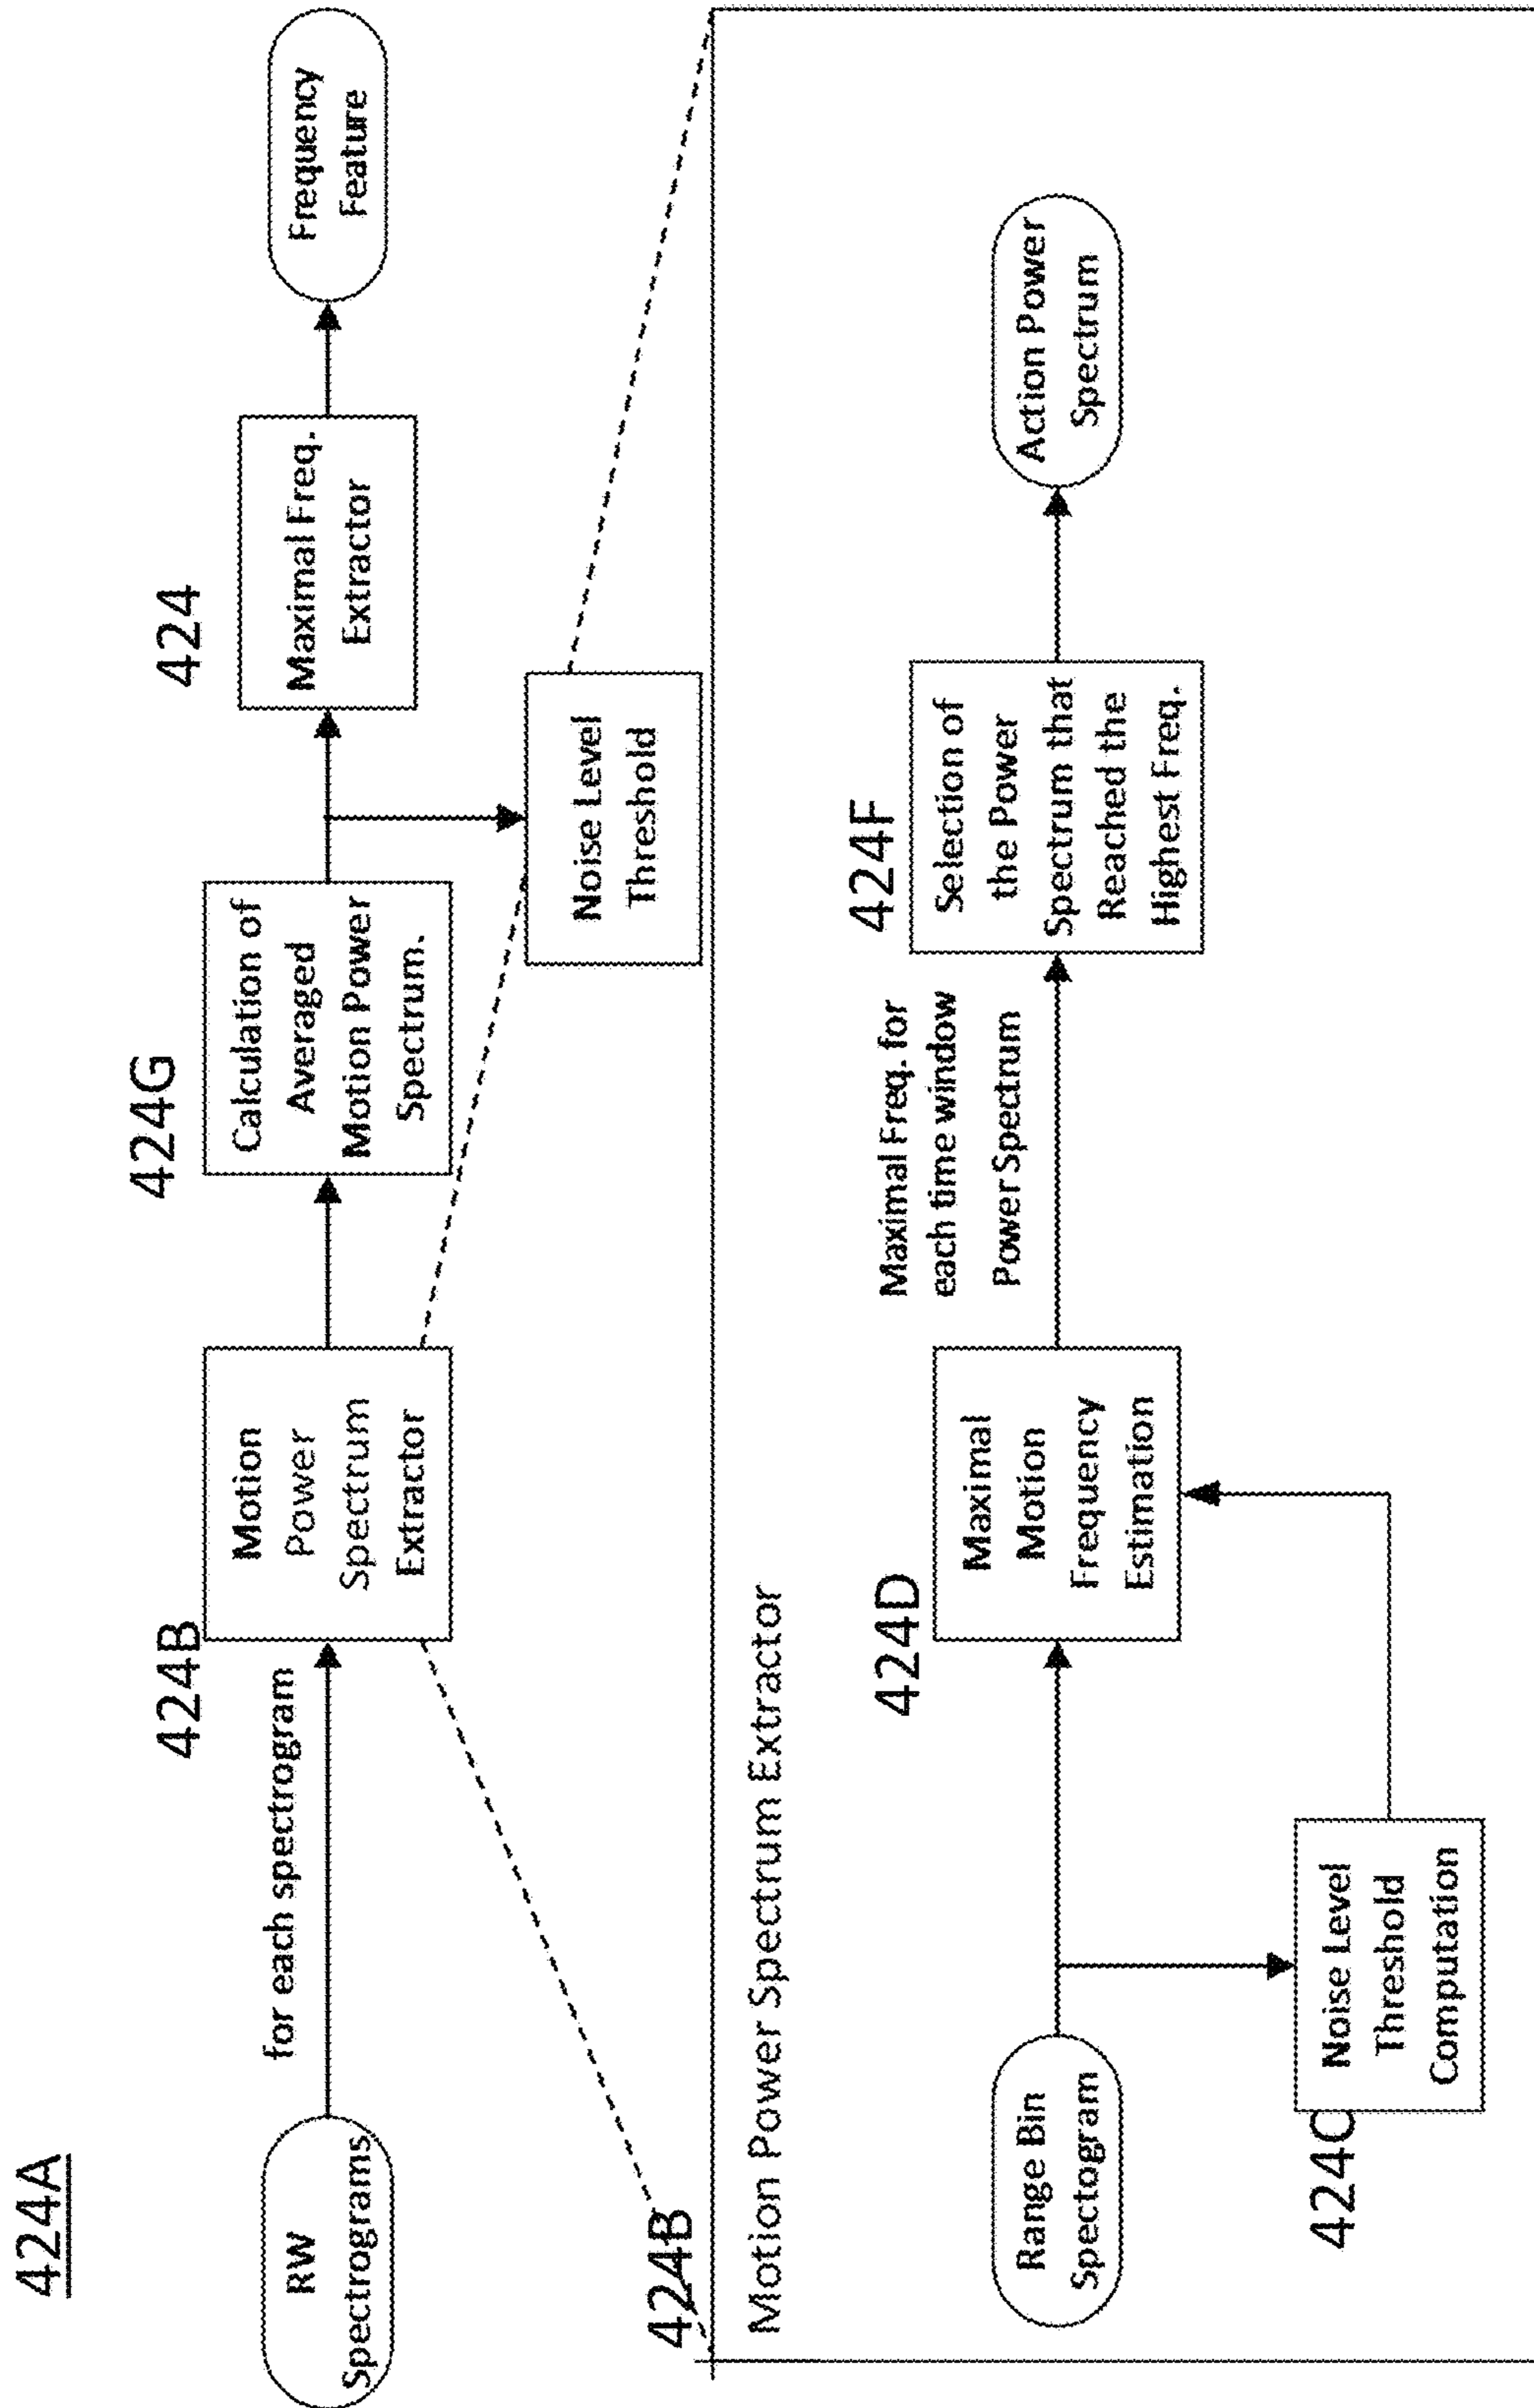 424A
RW
Spectrograms
for each spectrogram
424B
Motion
Power
Spectrum
Extractor
424G
Calculation of
Averaged
Motion Power
Spectrum.
424
Maximal Freq.
Extractor
Frequency
Feature
Noise Level
Threshold
424B
Motion Power Spectrum Extractor
Range Bin
Spectogram
424C
Noise Level
Threshold
Computation
424D
Maximal
Motion
Frequency
Estimation
Maximal Freq. for
each time window
Power Spectrum
424F
Selection of
the Power
Spectrum that
Reached the
Highest Freq.
Action Power
Spectrum